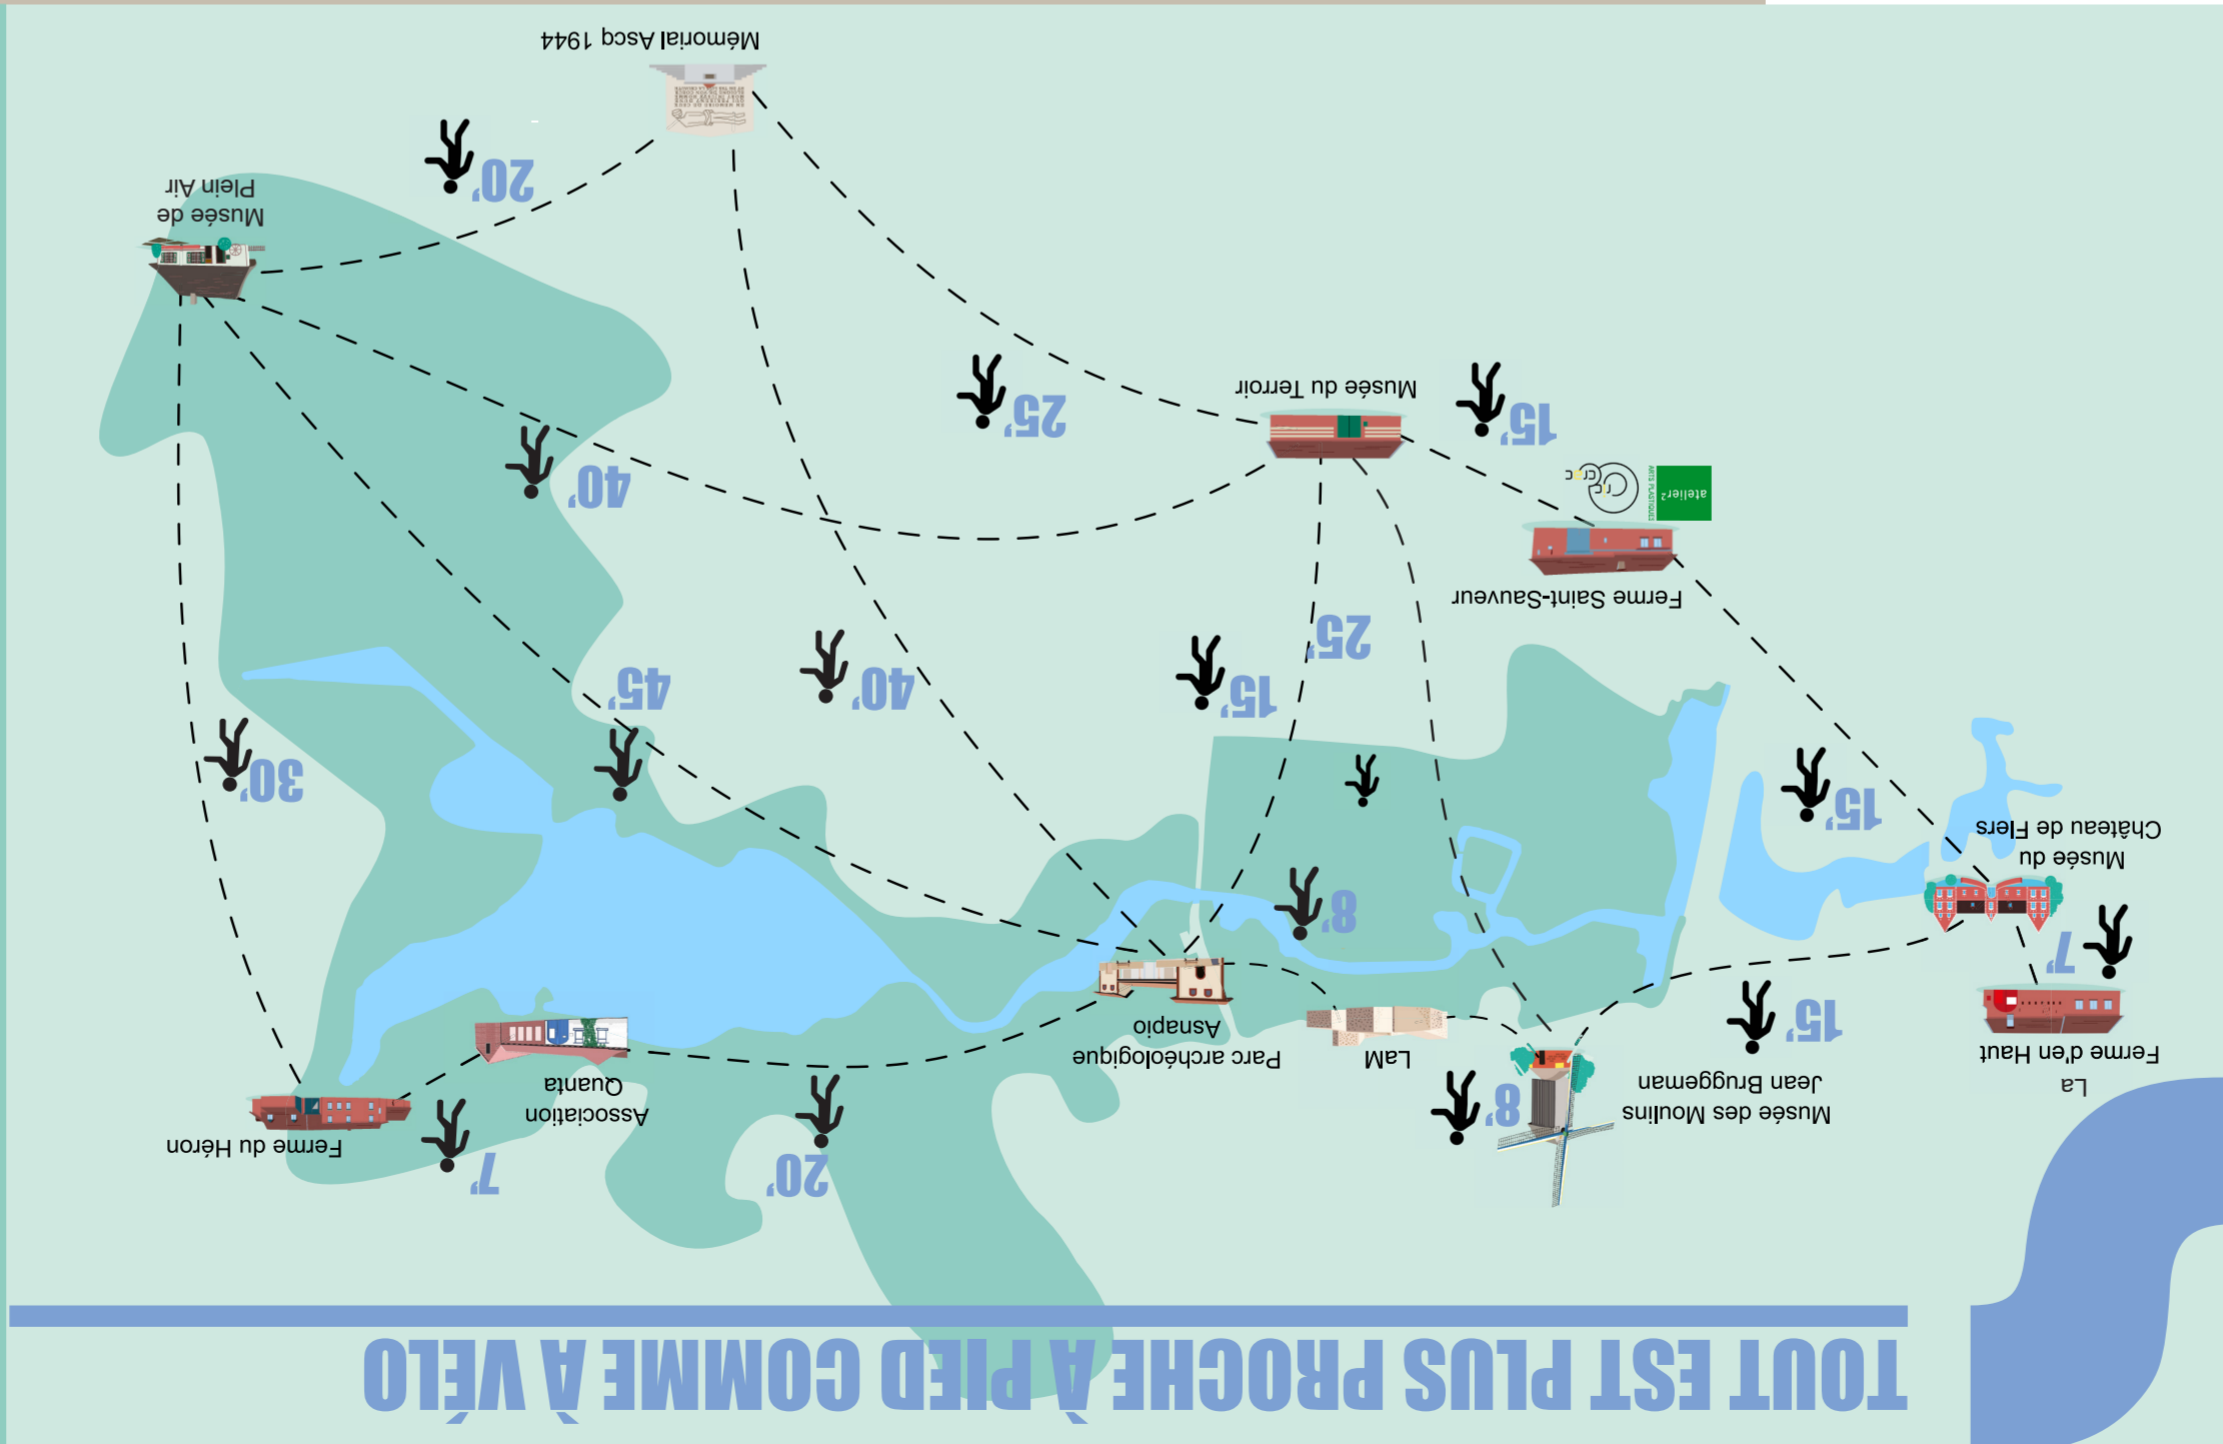 TOUT EST PLUS PROCHE À PIED COMME À VÉLO
La
Ferme d'en Haut
7'
Musée du
Château de Flers
15'
Musée des Moulins
Jean Bruggeman
8'
LaM
8'
Parc archéologique
Asnapio
20'
Association
Quanta
7'
Ferme du Héron
30'
15'
Ferme Saint-Sauveur
atelier²
ARTS PLASTIQUES
15'
25'
15'
40'
45'
Musée du Terroir
25'
40'
Musée de
Plein Air
20'
Mémorial Ascq 1944